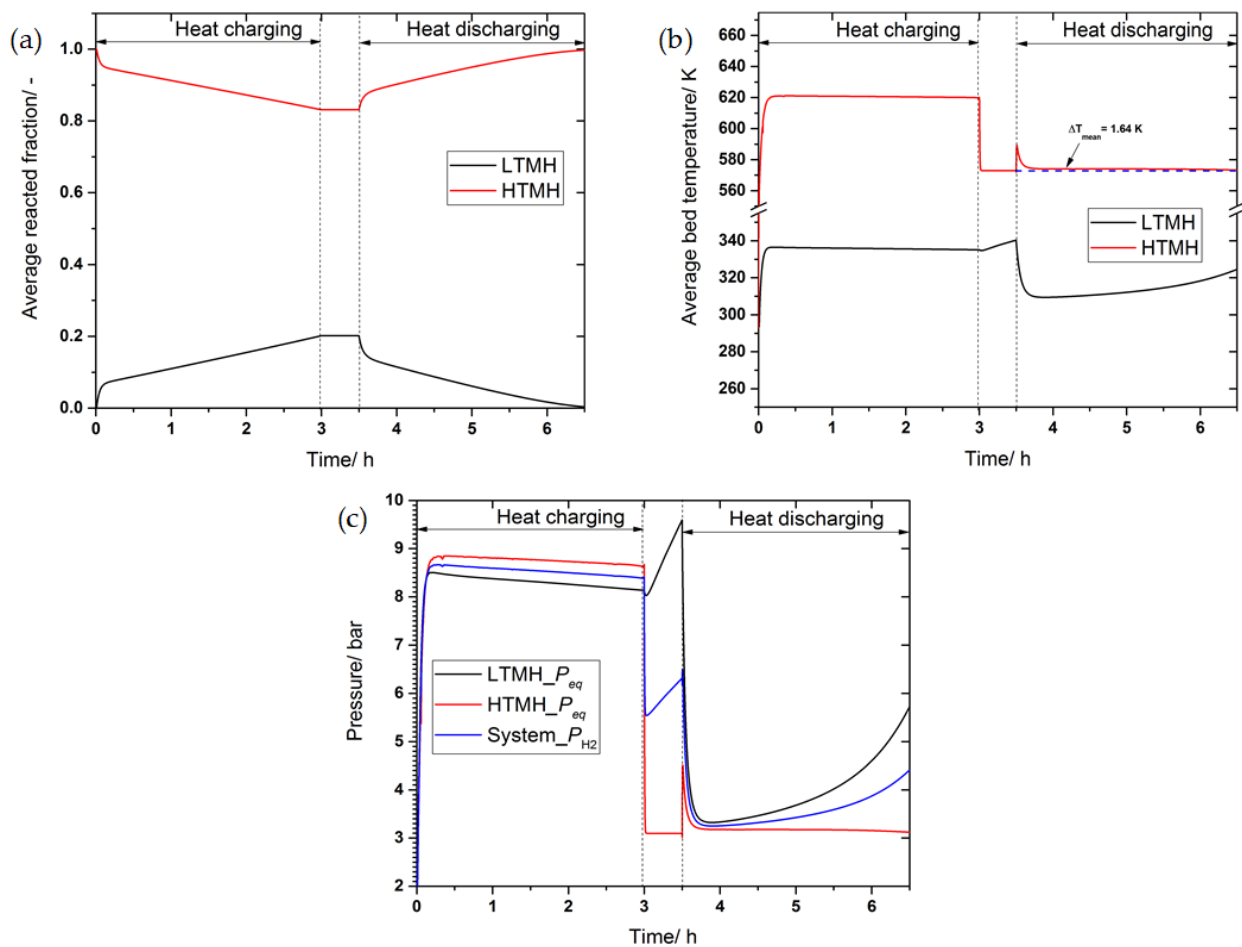 (a)
Heat charging
Heat discharging
1.0
0.8
0.6
0.4
0.2
0.0
Average reacted fraction/ -
LTMH
HTMH
0
1
2
3
4
5
6
Time/ h
(b)
Heat charging
Heat discharging
660
640
620
600
580
560
340
320
300
280
260
Average bed temperature/ K
ΔTmean= 1.64 K
LTMH
HTMH
0
1
2
3
4
5
6
Time/ h
(c)
Heat charging
Heat discharging
10
9
8
7
6
5
4
3
2
Pressure/ bar
LTMH_Peq
HTMH_Peq
System_PH2
0
1
2
3
4
5
6
Time/ h